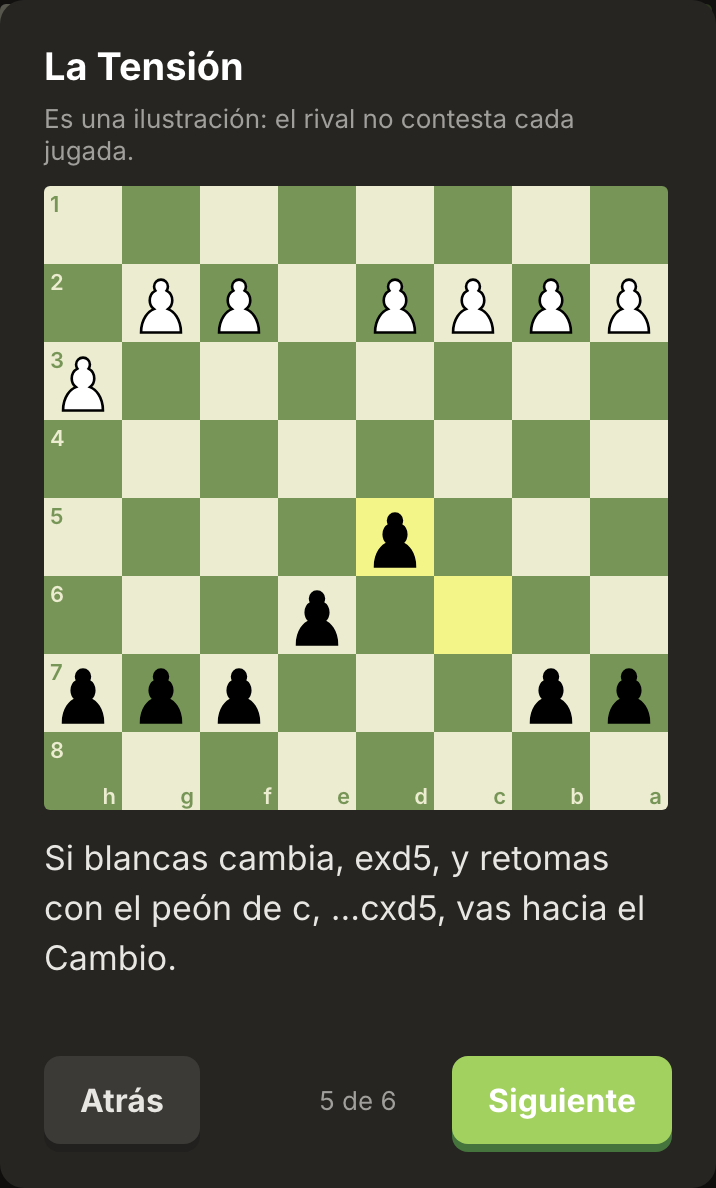 La Tensión
Es una ilustración: el rival no contesta cada
jugada.
1
2
3
4
5
6
7
8
h g f e d c b a
Si blancas cambia, exd5, y retomas
con el peón de c, ...cxd5, vas hacia el
Cambio.
Atrás 5 de 6 Siguiente